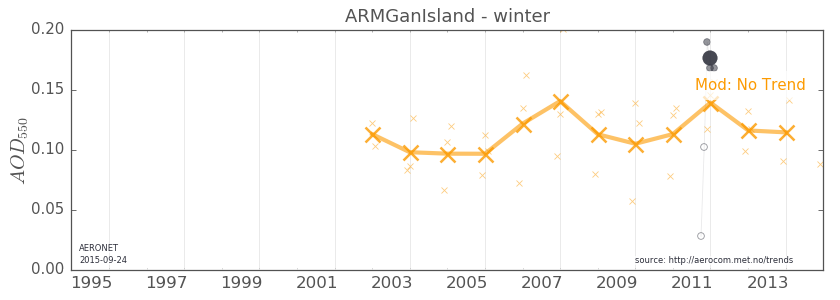 ARMGanIsland - winter
0.20
0.15
0.10
0.05
0.00
AOD550
Mod: No Trend
AERONET
2015-09-24
source: http://aerocom.met.no/trends
1995 1997 1999 2001 2003 2005 2007 2009 2011 2013